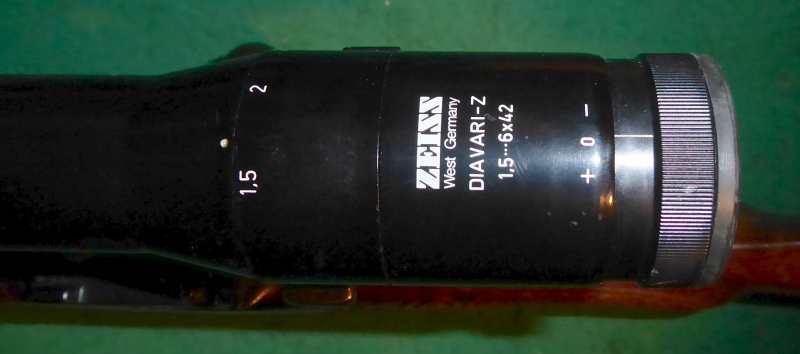 2
1,5
ZEISS
West Germany
DIAVARI-Z
1,5···6x42
+ 0 -